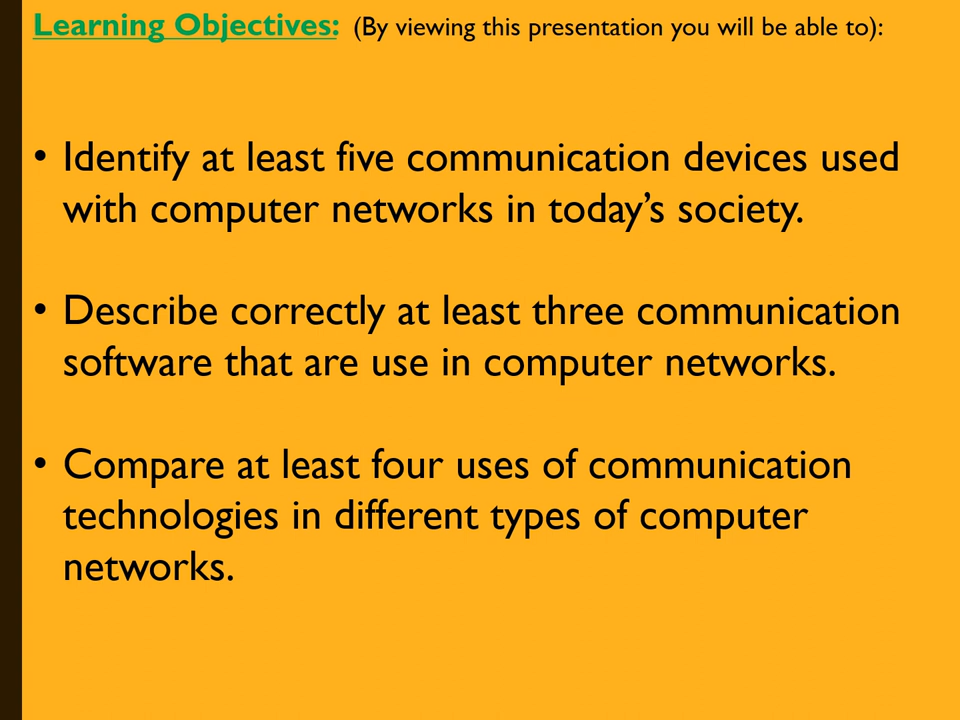 Learning Objectives: (By viewing this presentation you will be able to):
• Identify at least five communication devices used
with computer networks in today’s society.
• Describe correctly at least three communication
software that are use in computer networks.
• Compare at least four uses of communication
technologies in different types of computer
networks.